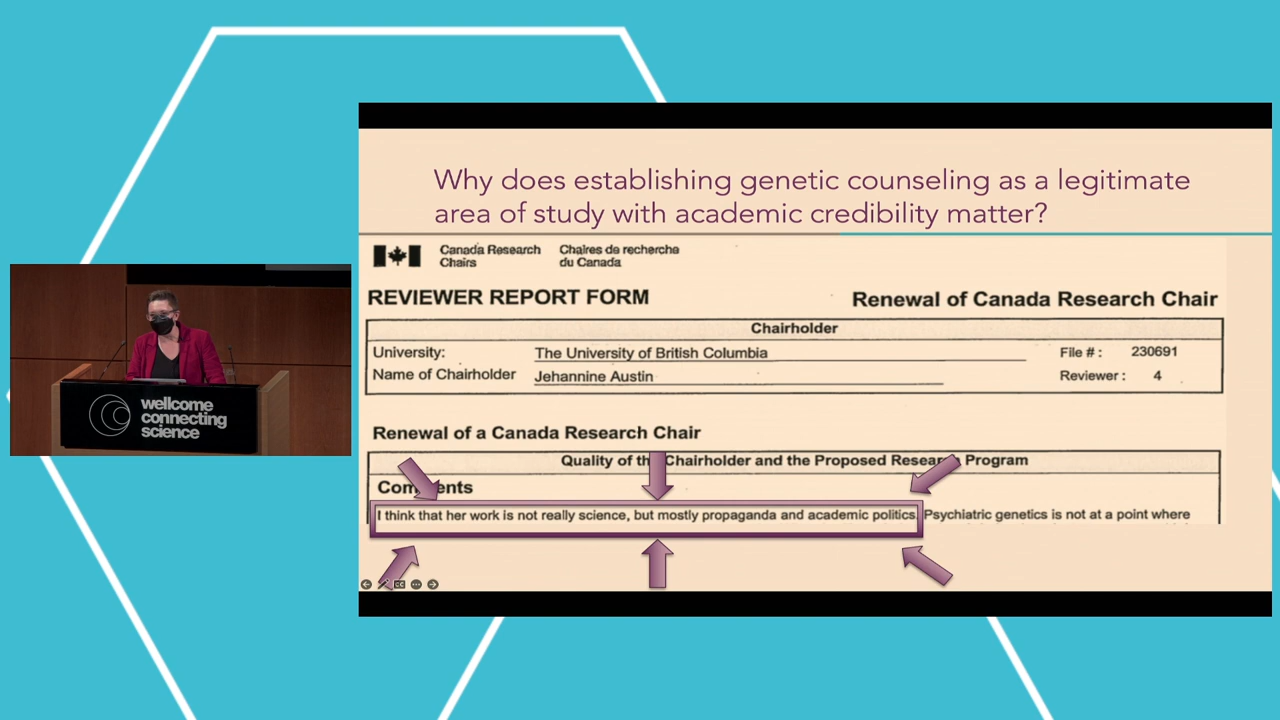 Why does establishing genetic counseling as a legitimate
area of study with academic credibility matter?
Canada Research
Chairs
Chaires de recherche
du Canada
REVIEWER REPORT FORM
Renewal of Canada Research Chair
Chairholder
University:
The University of British Columbia
File # :
230691
Name of Chairholder
Jehannine Austin
Reviewer :
4
Renewal of a Canada Research Chair
Quality of the Chairholder and the Proposed Research Program
Comments
I think that her work is not really science, but mostly propaganda and academic politics. Psychiatric genetics is not at a point where
wellcome
connecting
science
CC